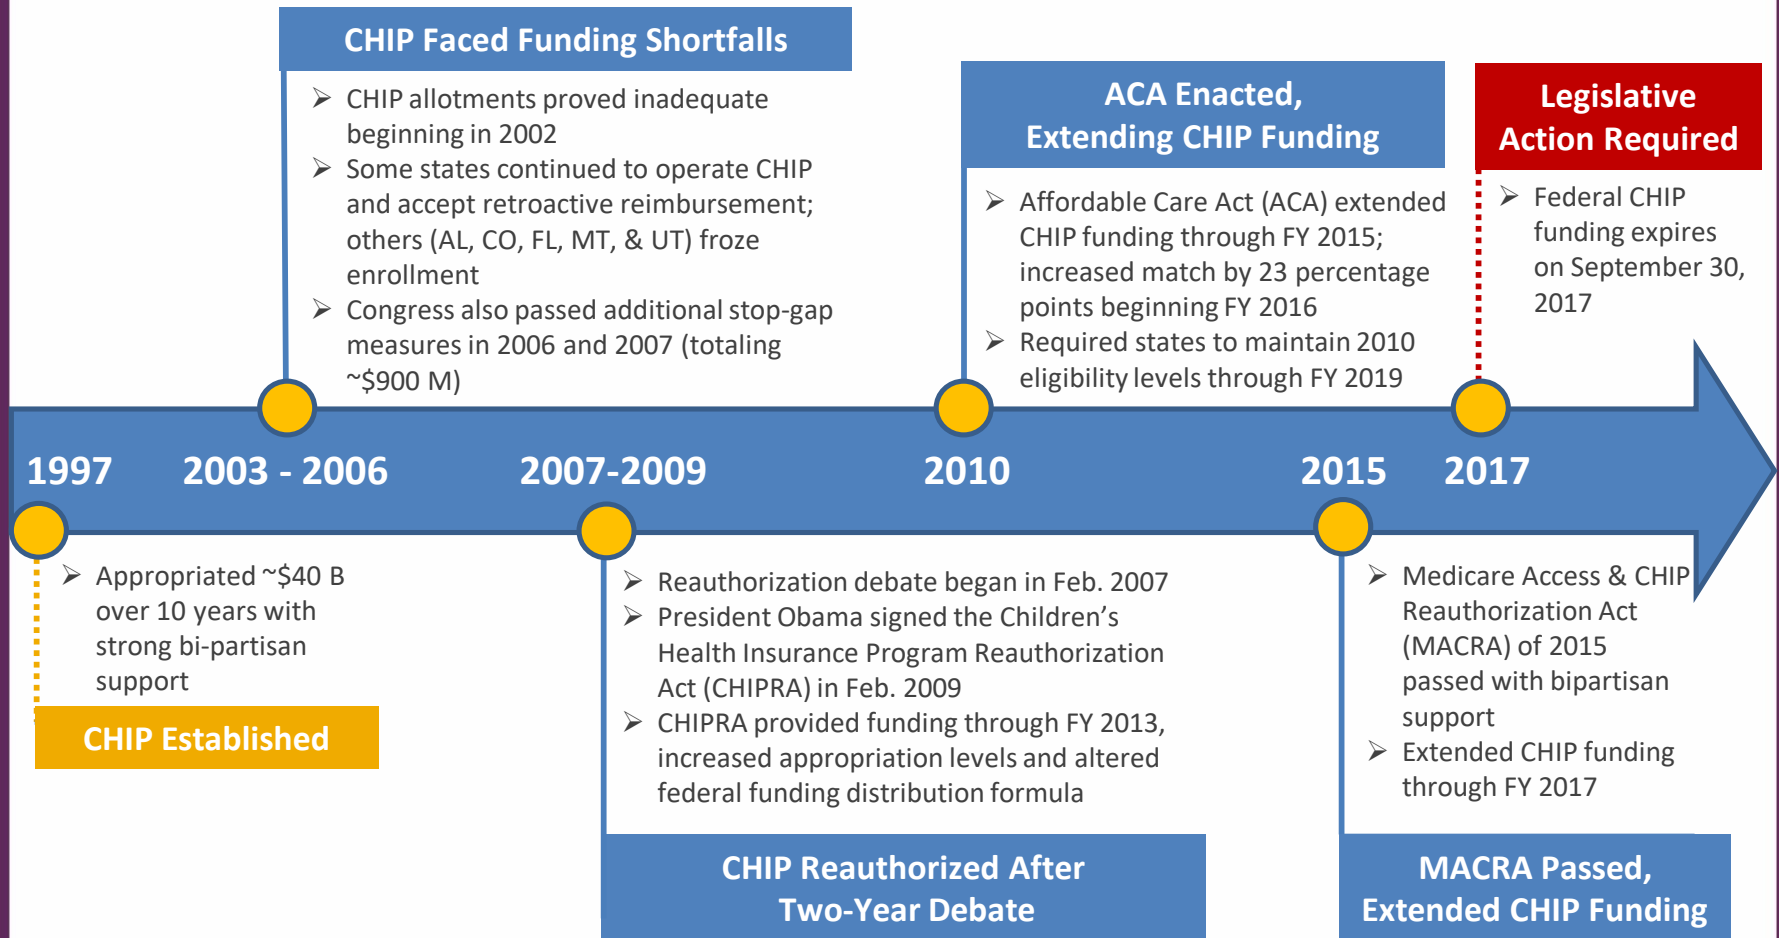 CHIP Faced Funding Shortfalls
➢ CHIP allotments proved inadequate
beginning in 2002
➢ Some states continued to operate CHIP
and accept retroactive reimbursement;
others (AL, CO, FL, MT, & UT) froze
enrollment
➢ Congress also passed additional stop-gap
measures in 2006 and 2007 (totaling
~$900 M)
ACA Enacted,
Extending CHIP Funding
➢ Affordable Care Act (ACA) extended
CHIP funding through FY 2015;
increased match by 23 percentage
points beginning FY 2016
➢ Required states to maintain 2010
eligibility levels through FY 2019
Legislative
Action Required
➢ Federal CHIP
funding expires
on September 30,
2017
1997
2003 - 2006
2007-2009
2010
2015
2017
➢ Appropriated ~$40 B
over 10 years with
strong bi-partisan
support
CHIP Established
➢ Reauthorization debate began in Feb. 2007
➢ President Obama signed the Children’s
Health Insurance Program Reauthorization
Act (CHIPRA) in Feb. 2009
➢ CHIPRA provided funding through FY 2013,
increased appropriation levels and altered
federal funding distribution formula
CHIP Reauthorized After
Two-Year Debate
➢ Medicare Access & CHIP
Reauthorization Act
(MACRA) of 2015
passed with bipartisan
support
➢ Extended CHIP funding
through FY 2017
MACRA Passed,
Extended CHIP Funding